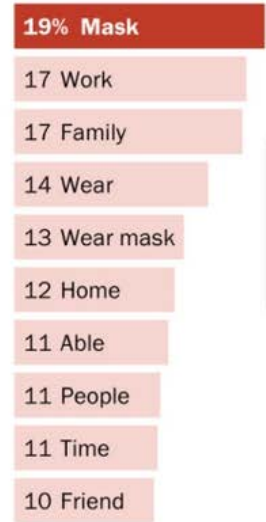 19% Mask
17 Work
17 Family
14 Wear
13 Wear mask
12 Home
11 Able
11 People
11 Time
10 Friend